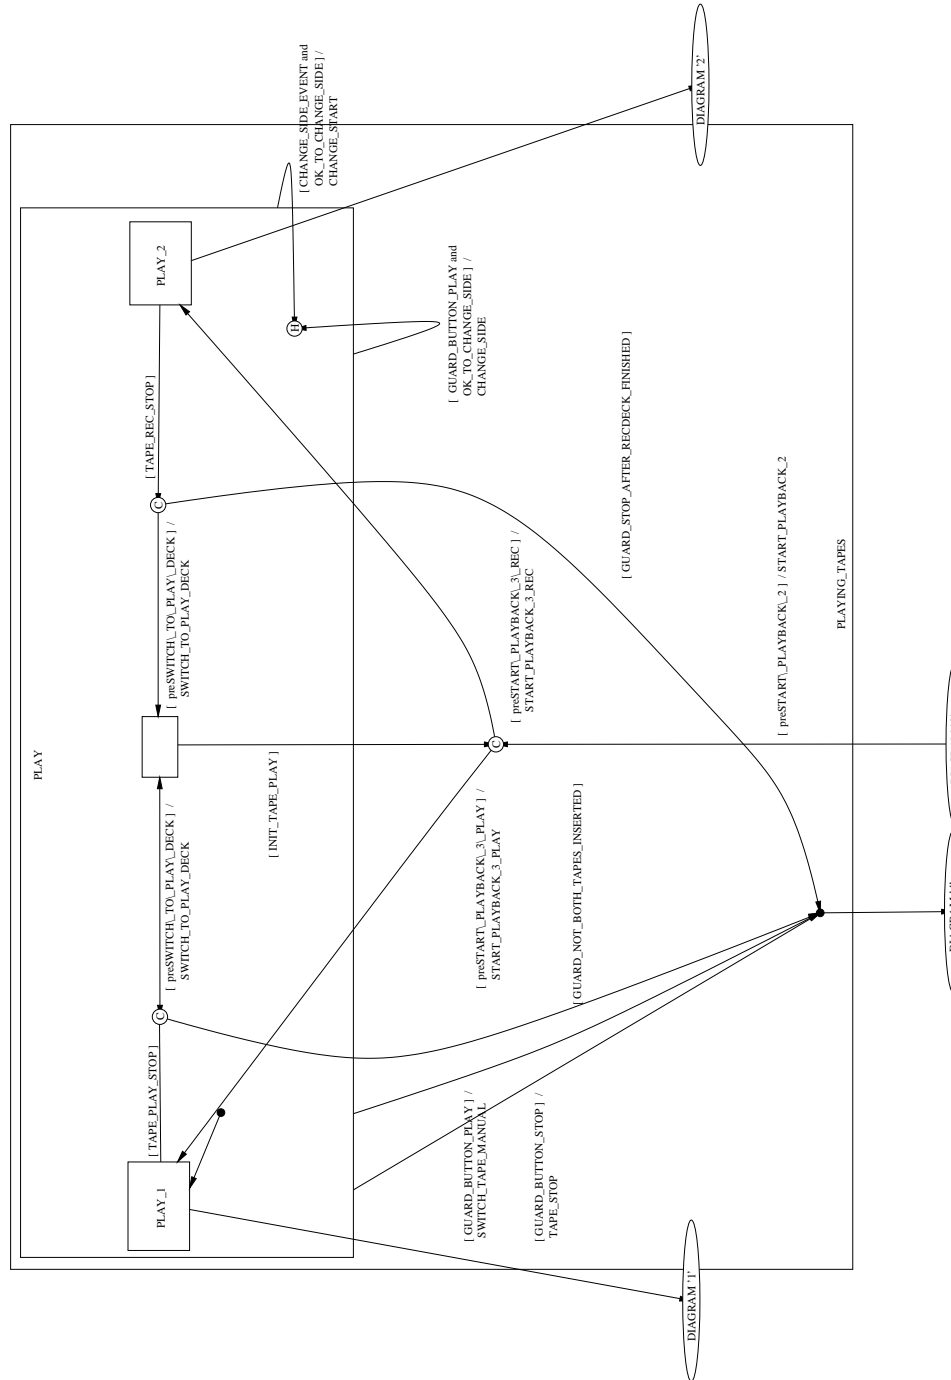 PLAY
PLAY_1
[ TAPE_PLAY_STOP ]
C
[ preSWITCH\_TO\_PLAY\_DECK ] /
SWITCH_TO_PLAY_DECK
[ preSWITCH\_TO\_PLAY\_DECK ] /
SWITCH_TO_PLAY_DECK
C
[ TAPE_REC_STOP ]
PLAY_2
[ INIT_TAPE_PLAY ]
H
[ CHANGE_SIDE_EVENT and
OK_TO_CHANGE_SIDE ] /
CHANGE_START
[ GUARD_BUTTON_PLAY and
OK_TO_CHANGE_SIDE ] /
CHANGE_SIDE
[ GUARD_BUTTON_PLAY ] /
SWITCH_TAPE_MANUAL
[ preSTART\_PLAYBACK\_3\_PLAY ] /
START_PLAYBACK_3_PLAY
C
[ preSTART\_PLAYBACK\_3\_REC ] /
START_PLAYBACK_3_REC
[ GUARD_BUTTON_STOP ] /
TAPE_STOP
[ GUARD_NOT_BOTH_TAPES_INSERTED ]
[ GUARD_STOP_AFTER_RECDECK_FINISHED ]
DIAGRAM '1'
DIAGRAM '2'
[ preSTART\_PLAYBACK\_2 ] / START_PLAYBACK_2
PLAYING_TAPES